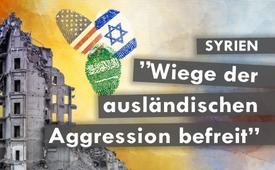 SYRIEN
"Wiege der
ausländischen
Aggression befreit"